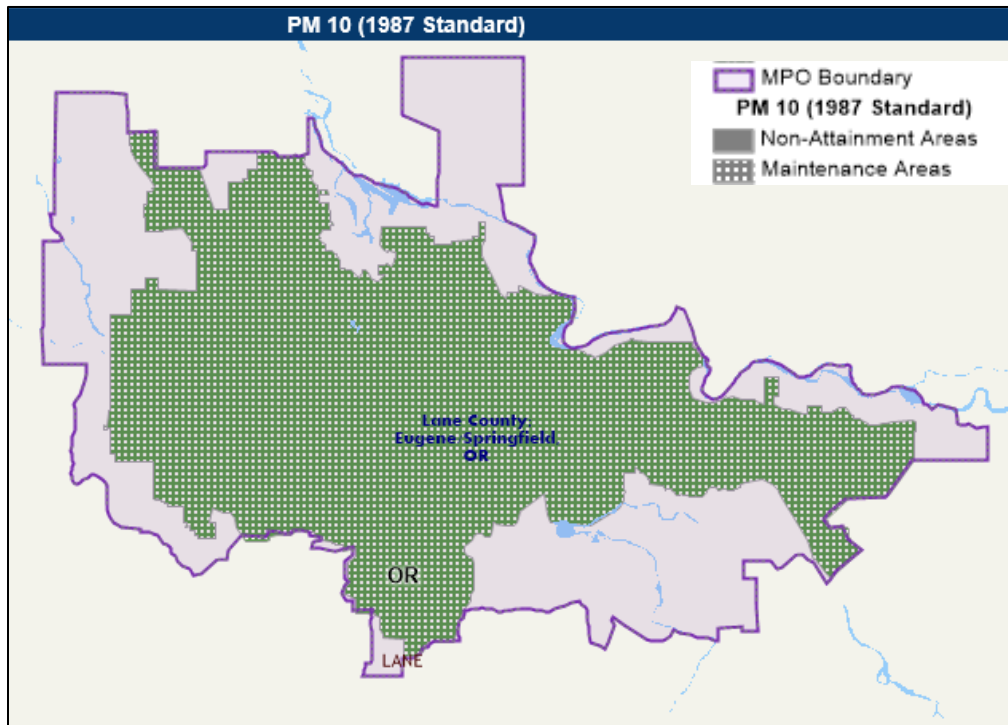 PM 10 (1987 Standard)
MPO Boundary
PM 10 (1987 Standard)
Non-Attainment Areas
Maintenance Areas
Lane County,
Eugene-Springfield,
OR
OR
LANE